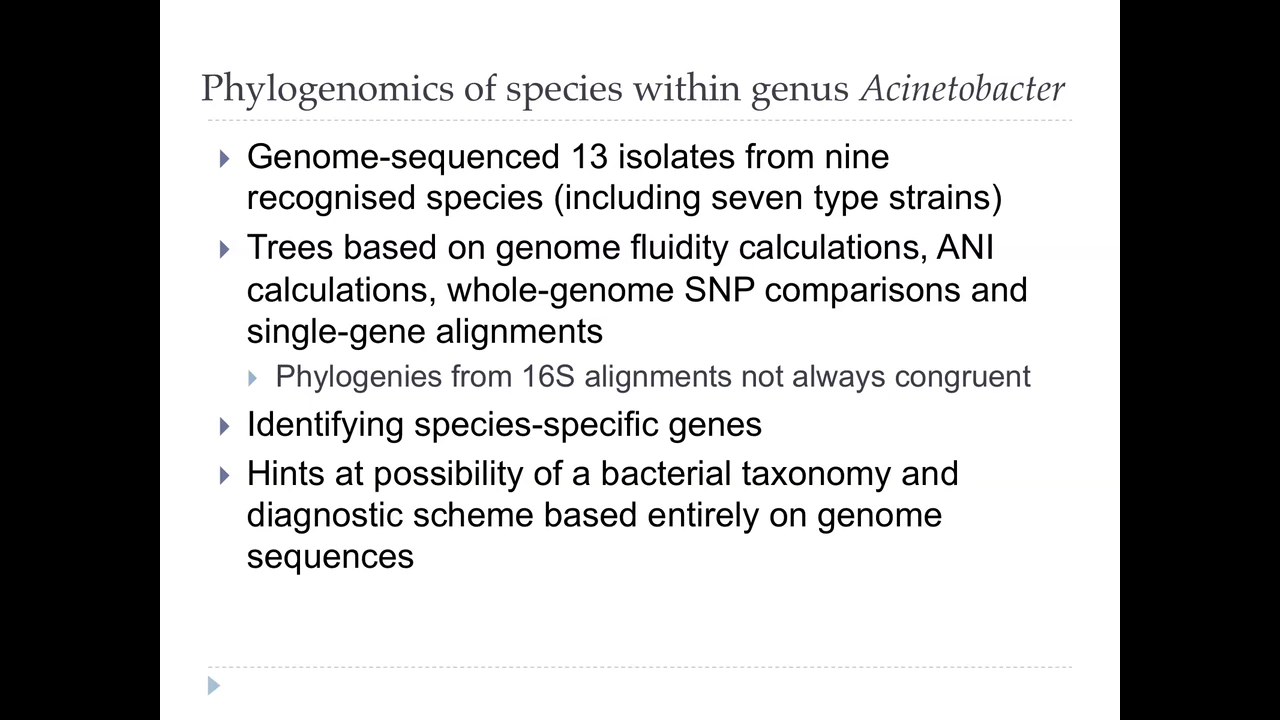 Phylogenomics of species within genus Acinetobacter
Genome-sequenced 13 isolates from nine
recognised species (including seven type strains)
Trees based on genome fluidity calculations, ANI
calculations, whole-genome SNP comparisons and
single-gene alignments
Phylogenies from 16S alignments not always congruent
Identifying species-specific genes
Hints at possibility of a bacterial taxonomy and
diagnostic scheme based entirely on genome
sequences